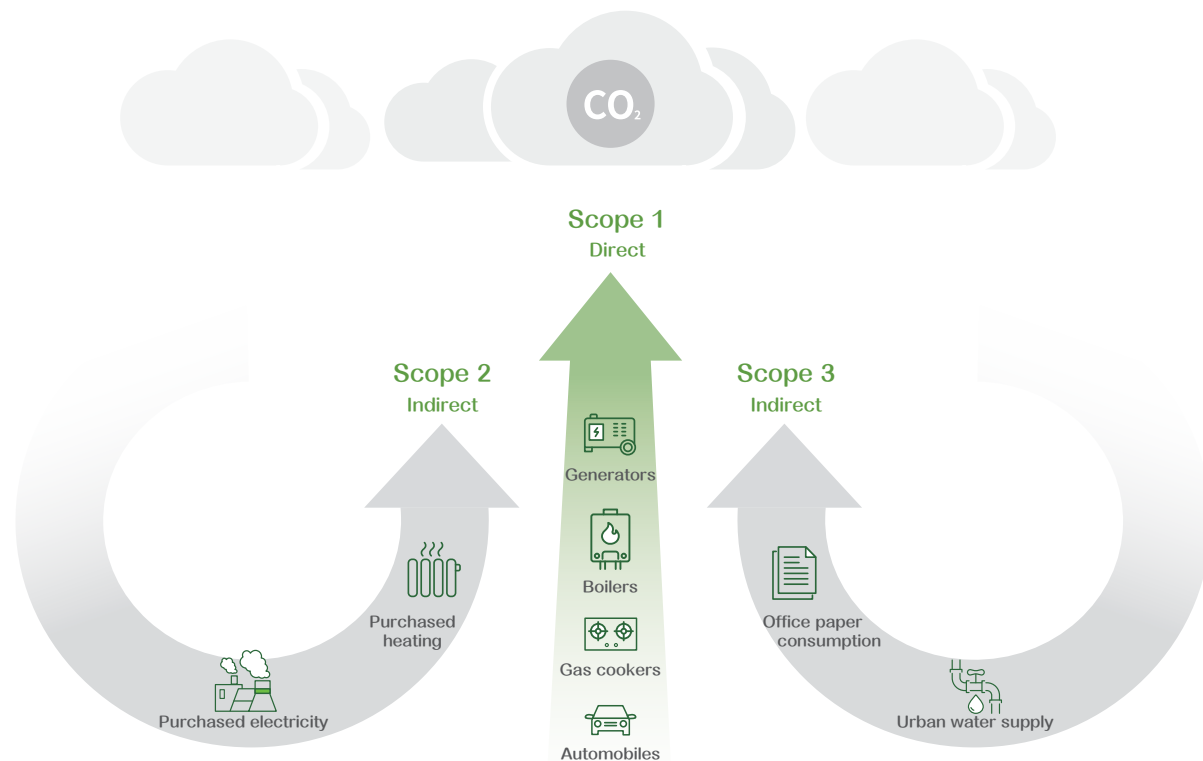 CO₂
Scope 1
Direct
Scope 2
Indirect
Scope 3
Indirect
Generators
Boilers
Purchased
heating
Office paper
consumption
Gas cookers
Purchased electricity
Urban water supply
Automobiles